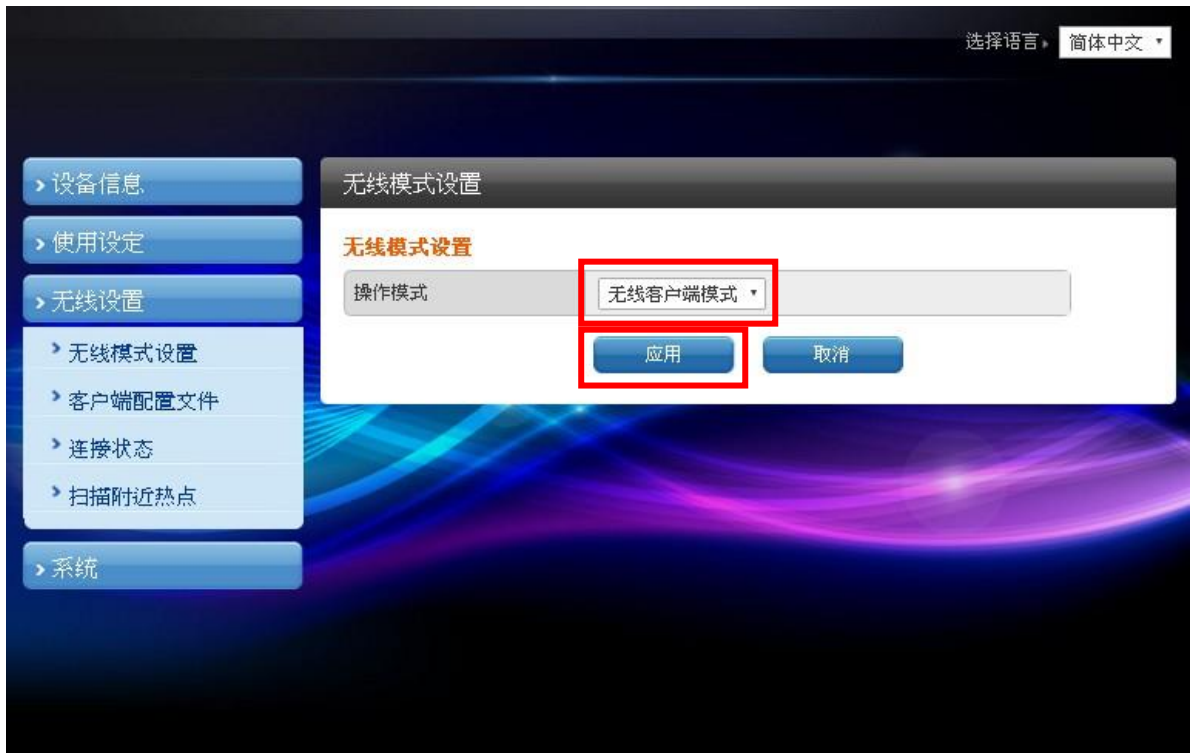 选择语言
简体中文
设备信息
使用设定
无线设置
无线模式设置
客户端配置文件
连接状态
扫描附近热点
系统
无线模式设置
无线模式设置
操作模式
无线客户端模式
应用
取消